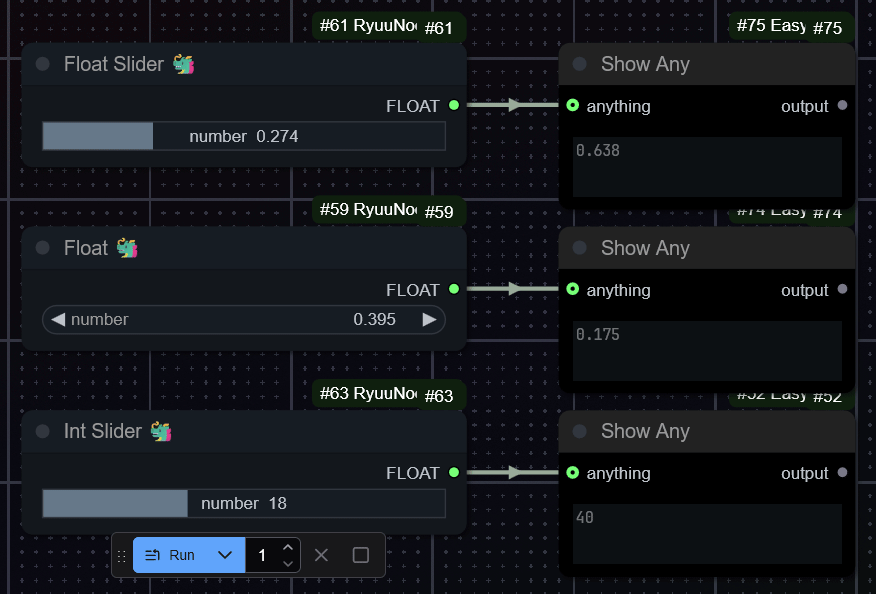 #61 RyuuNo #61
#75 Easy #75
Float Slider
Show Any
FLOAT
anything output
number 0.274
0.638
#59 RyuuNo #59
#74 Easy #74
Float
Show Any
FLOAT
anything output
number 0.395
0.175
#63 RyuuNo #63
#52 Easy #52
Int Slider
Show Any
FLOAT
anything output
number 18
40
Run 1